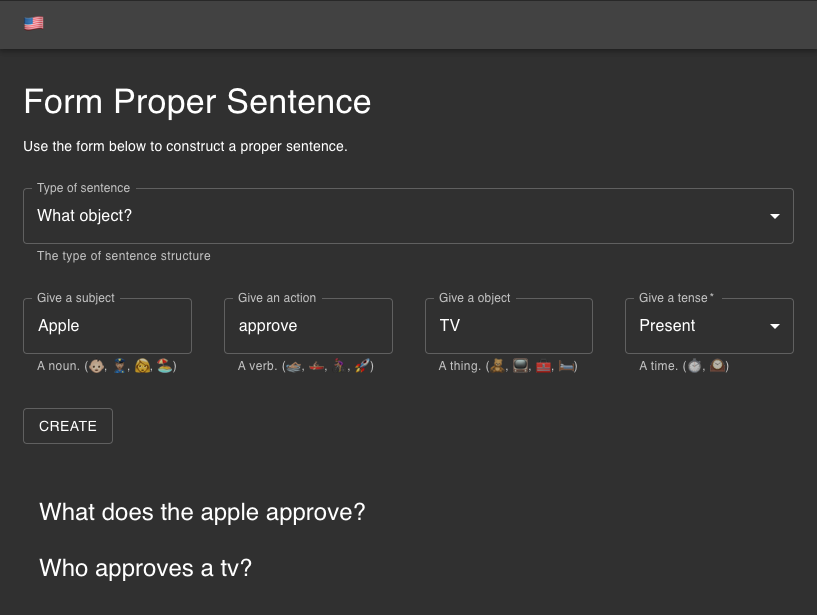 Form Proper Sentence
Use the form below to construct a proper sentence.
Type of sentence
What object?
The type of sentence structure
Give a subject Give an action Give a object Give a tense *
Apple approve TV Present
A noun. (👶🏼, 👮🏽, 👩, 🏖️) A verb. (🏊🏽, 🚣🏽, 🏃🏽‍♀️, 🚀) A thing. (🧸, 📺, 🧰, 🛏️) A time. (⏱️, 🕰️)
CREATE
What does the apple approve?
Who approves a tv?